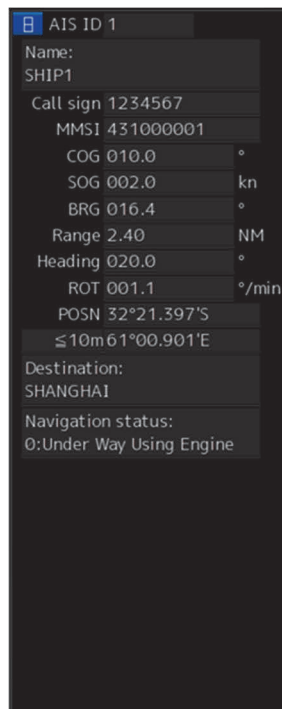 AIS ID 1
Name:
SHIP1
Call sign 1234567
MMSI 431000001
COG 010.0 °
SOG 002.0 kn
BRG 016.4 °
Range 2.40 NM
Heading 020.0 °
ROT 001.1 °/min
POSN 32°21.397'S
≦10m 61°00.901'E
Destination:
SHANGHAI
Navigation status:
0:Under Way Using Engine